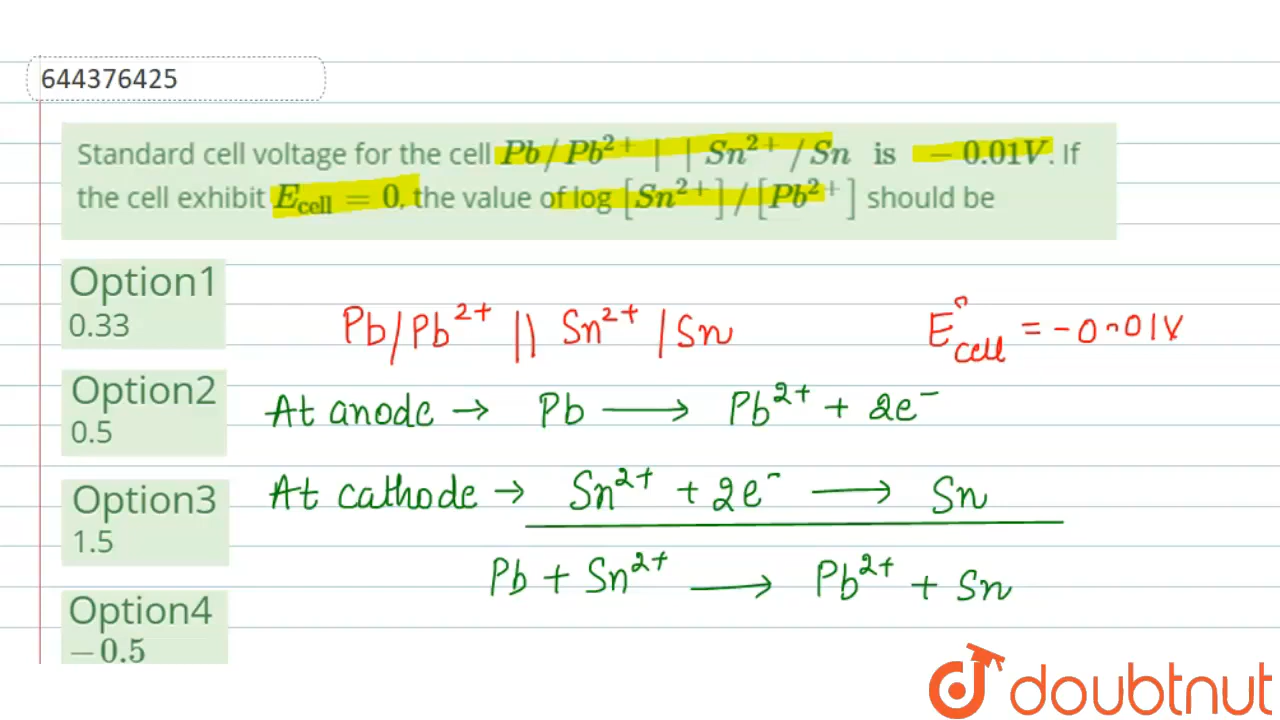 644376425
Standard cell voltage for the cell Pb/Pb²⁺ | | Sn²⁺/Sn is −0.01V. If
the cell exhibit E_cell = 0, the value of log [Sn²⁺]/[Pb²⁺] should be
Option1
0.33
Pb/Pb²⁺ || Sn²⁺/Sn E°cell = -0.01V
Option2
0.5
At anode → Pb ⟶ Pb²⁺ + 2e⁻
Option3
1.5
At cathode → Sn²⁺ + 2e⁻ ⟶ Sn
Pb + Sn²⁺ ⟶ Pb²⁺ + Sn
Option4
−0.5
doubtnut